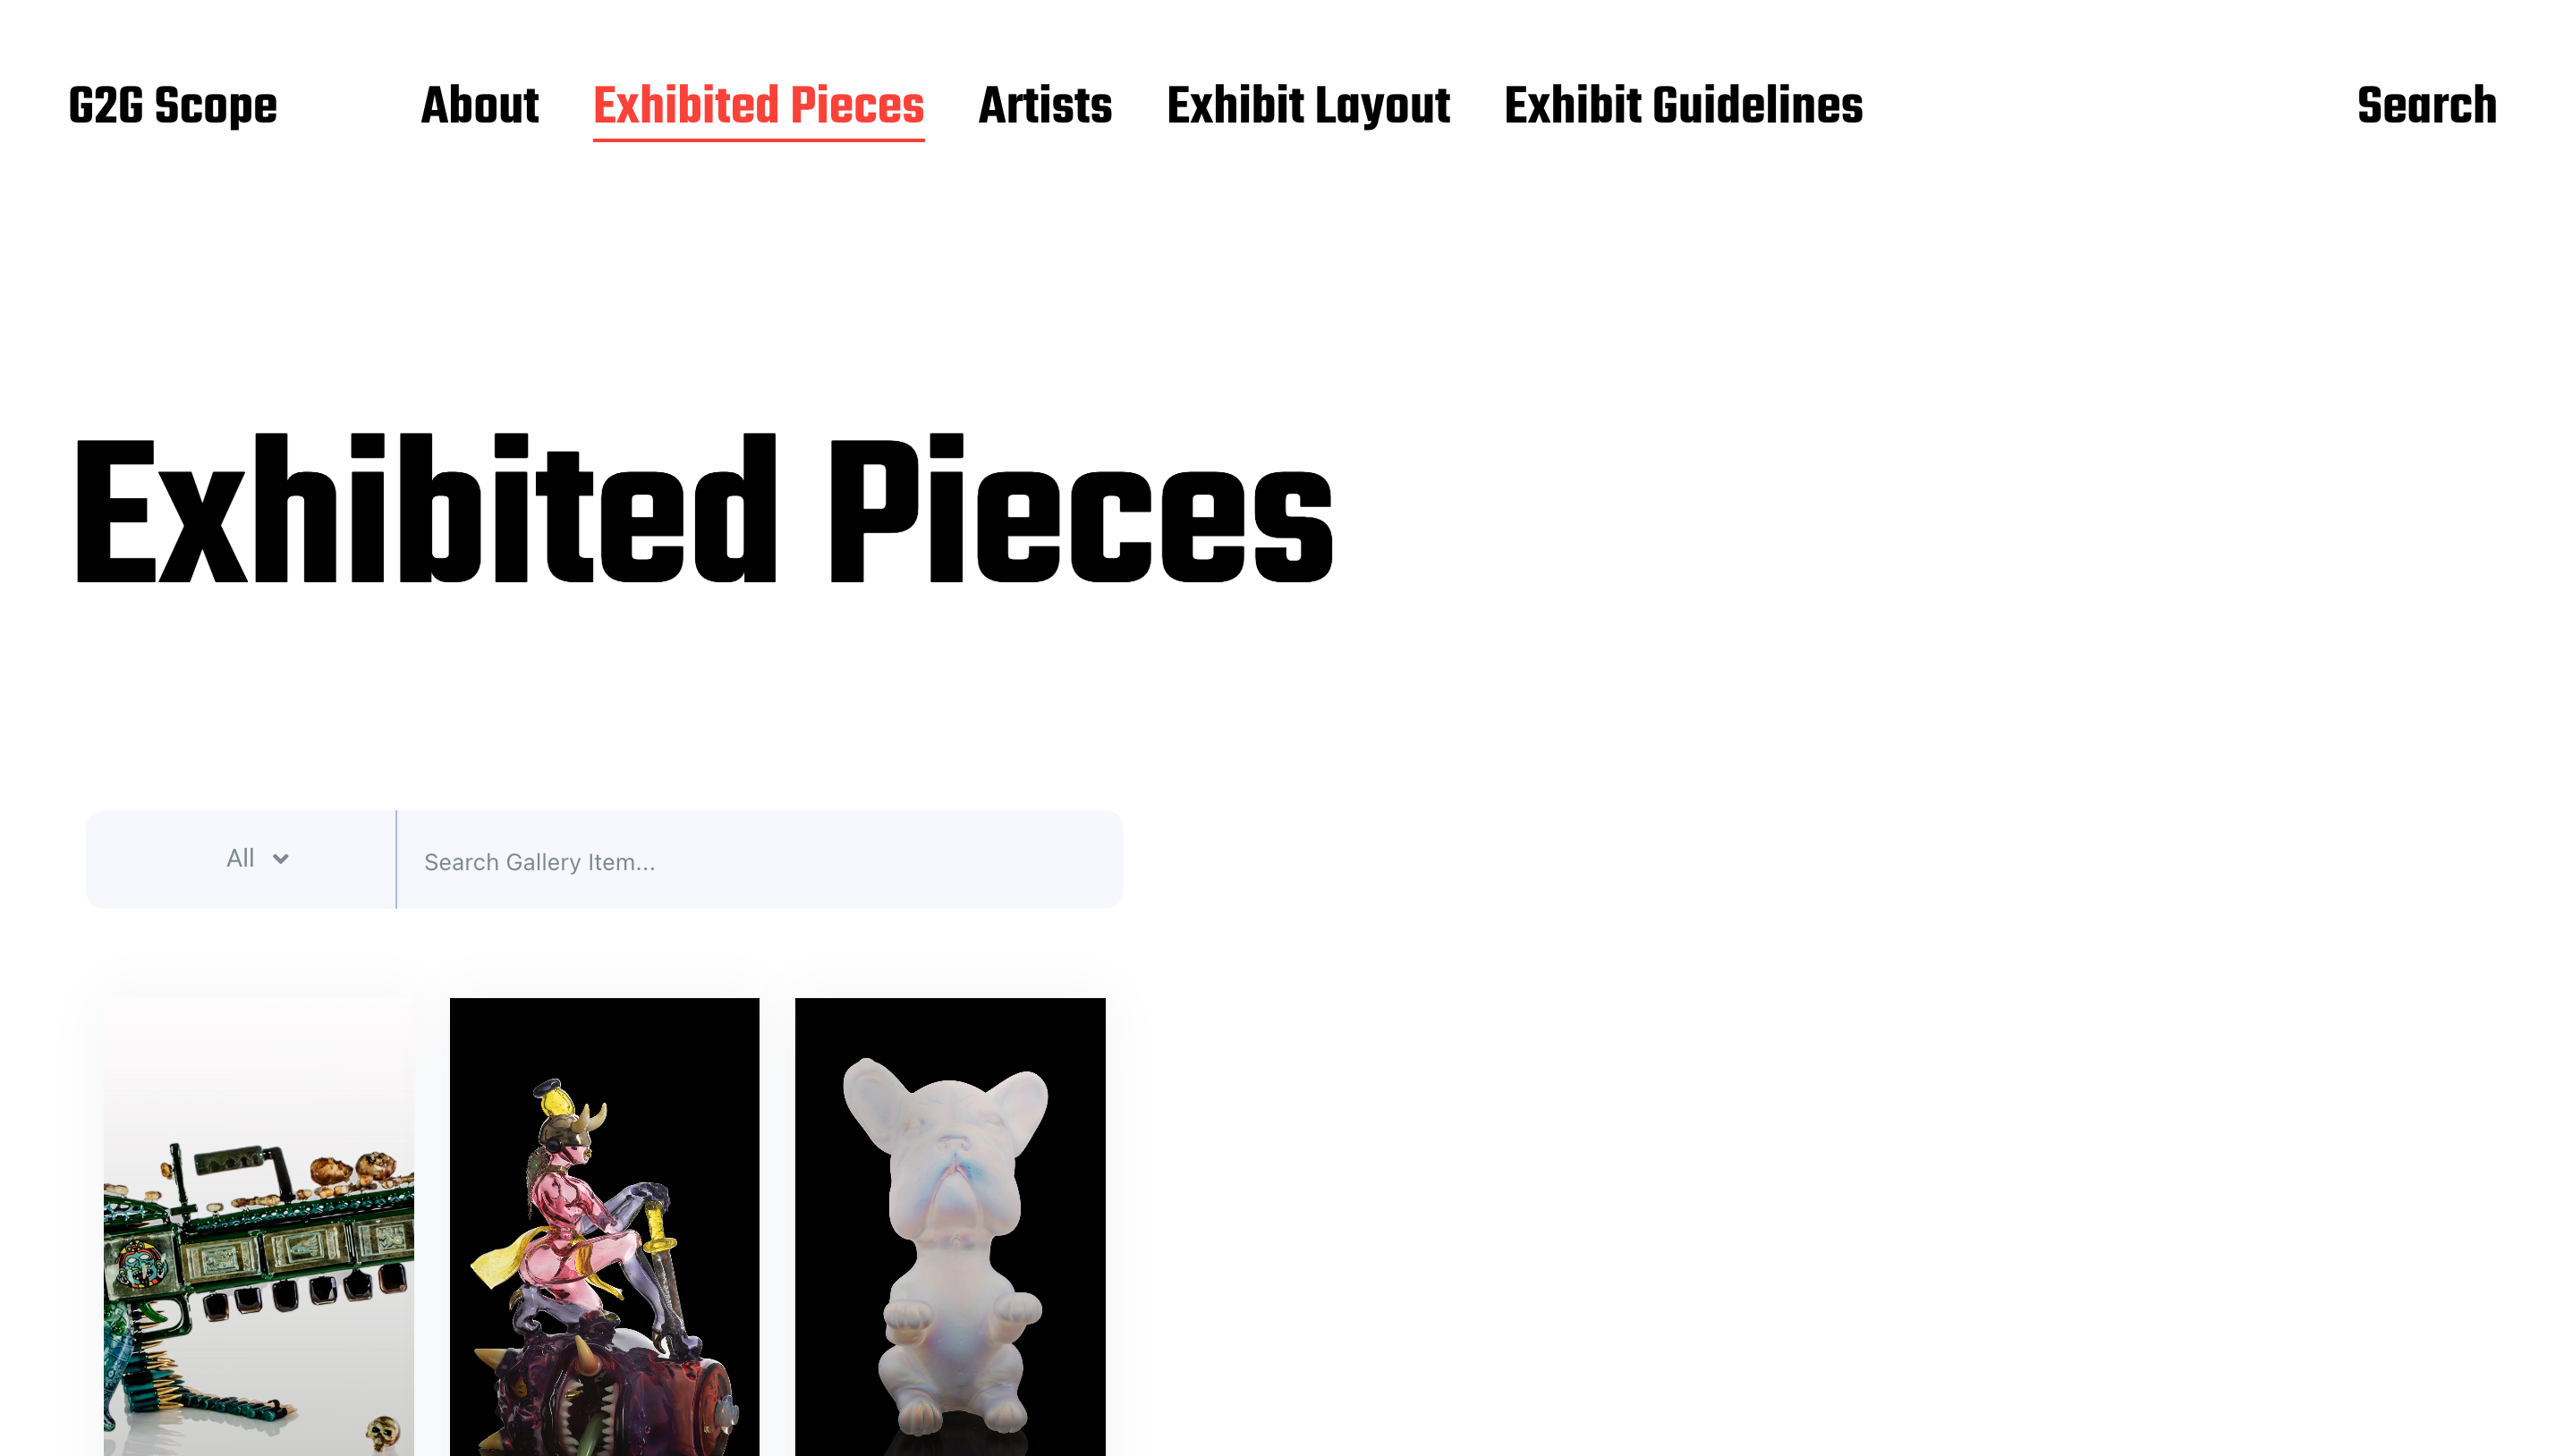 G2G Scope About Exhibited Pieces Artists Exhibit Layout Exhibit Guidelines Search
Exhibited Pieces
All Search Gallery Item...